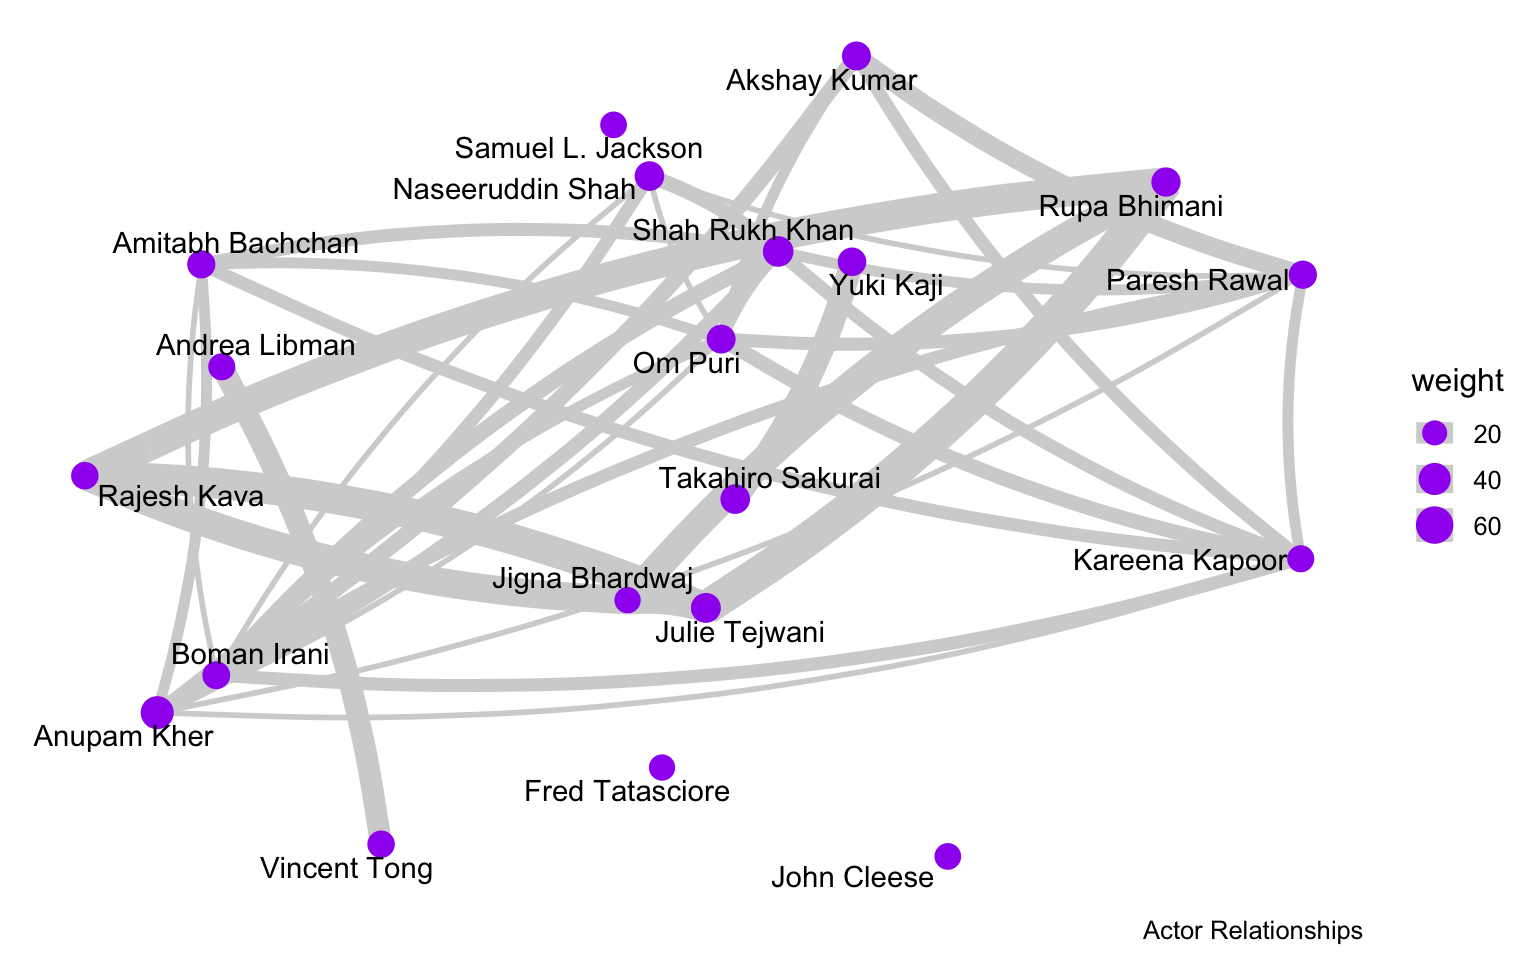 Akshay Kumar
Samuel L. Jackson
Naseeruddin Shah
Rupa Bhimani
Shah Rukh Khan
Amitabh Bachchan
Yuki Kaji
Paresh Rawal
Andrea Libman
Om Puri
weight
20
40
60
Takahiro Sakurai
Rajesh Kava
Kareena Kapoor
Jigna Bhardwaj
Julie Tejwani
Boman Irani
Anupam Kher
Fred Tatasciore
Vincent Tong
John Cleese
Actor Relationships